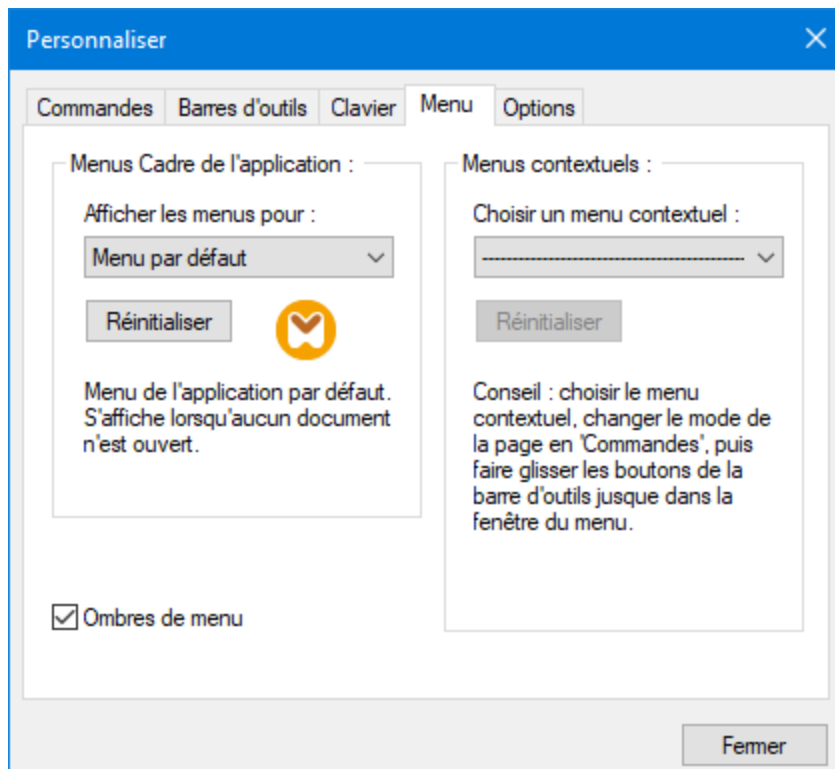 Personnaliser
Commandes Barres d'outils Clavier Menu Options
Menus Cadre de l'application :
Afficher les menus pour :
Menu par défaut
Réinitialiser
Menu de l'application par défaut.
S'affiche lorsqu'aucun document
n'est ouvert.
Menus contextuels :
Choisir un menu contextuel :
Réinitialiser
Conseil : choisir le menu
contextuel, changer le mode de
la page en 'Commandes', puis
faire glisser les boutons de la
barre d'outils jusque dans la
fenêtre du menu.
Ombres de menu
Fermer